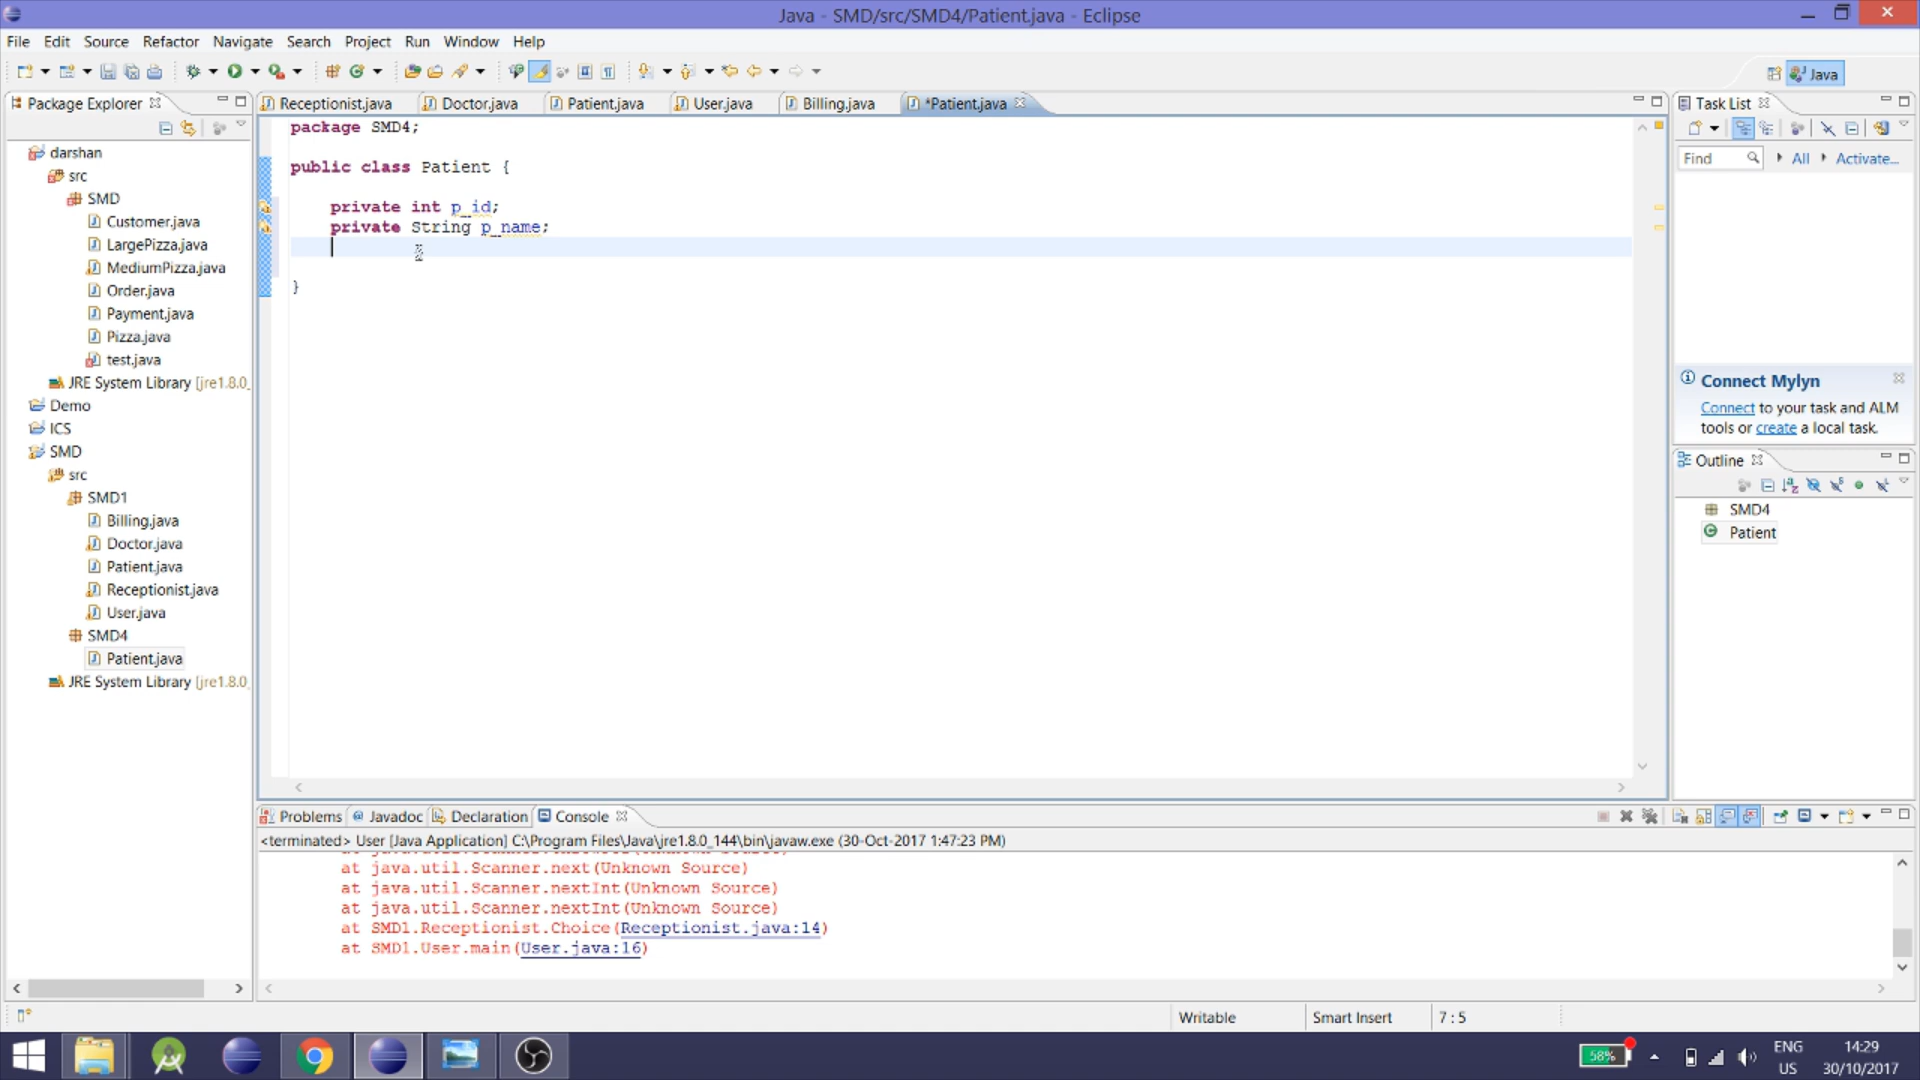 Java - SMD/src/SMD4/Patient.java - Eclipse
File Edit Source Refactor Navigate Search Project Run Window Help
Java
Package Explorer
darshan
src
SMD
Customer.java
LargePizza.java
MediumPizza.java
Order.java
Payment.java
Pizza.java
test.java
JRE System Library [jre1.8.0_
Demo
ICS
SMD
src
SMD1
Billing.java
Doctor.java
Patient.java
Receptionist.java
User.java
SMD4
Patient.java
JRE System Library [jre1.8.0_
Receptionist.java Doctor.java Patient.java User.java Billing.java *Patient.java
package SMD4;
public class Patient {
private int p_id;
private String p_name;
}
Task List
Find All Activate...
Connect Mylyn
Connect to your task and ALM
tools or create a local task.
Outline
SMD4
Patient
Problems Javadoc Declaration Console
<terminated> User [Java Application] C:\Program Files\Java\jre1.8.0_144\bin\javaw.exe (30-Oct-2017 1:47:23 PM)
at java.util.Scanner.next(Unknown Source)
at java.util.Scanner.nextInt(Unknown Source)
at java.util.Scanner.nextInt(Unknown Source)
at SMD1.Receptionist.Choice(Receptionist.java:14)
at SMD1.User.main(User.java:16)
Writable Smart Insert 7 : 5
58%
ENG
US
14:29
30/10/2017